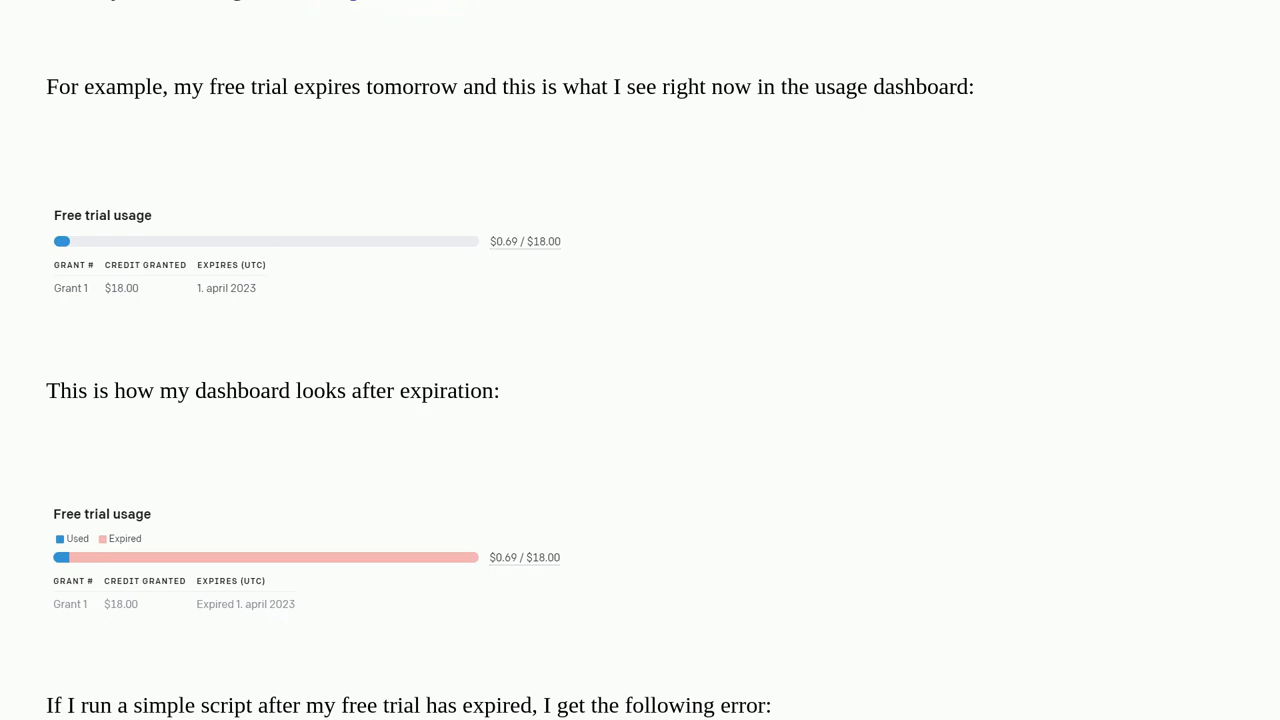 For example, my free trial expires tomorrow and this is what I see right now in the usage dashboard:
Free trial usage
$0.69 / $18.00
GRANT # CREDIT GRANTED EXPIRES (UTC)
Grant 1 $18.00 1. april 2023
This is how my dashboard looks after expiration:
Free trial usage
Used Expired
$0.69 / $18.00
GRANT # CREDIT GRANTED EXPIRES (UTC)
Grant 1 $18.00 Expired 1. april 2023
If I run a simple script after my free trial has expired, I get the following error: